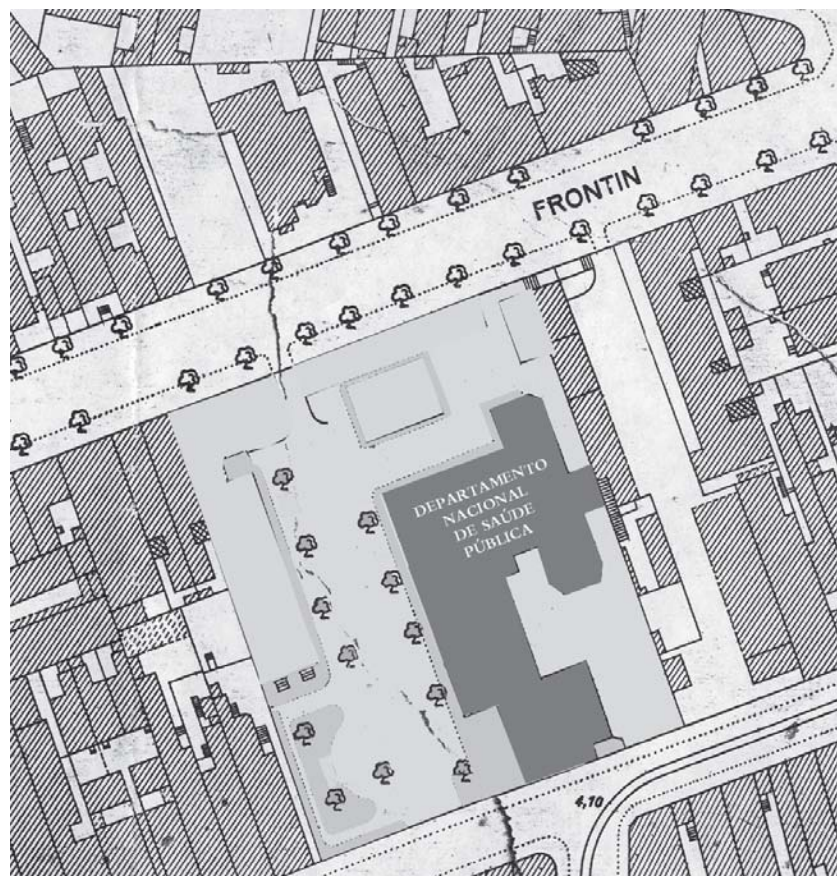 FRONTIN
DEPARTAMENTO
NACIONAL
DE SAÚDE
PÚBLICA
4,10